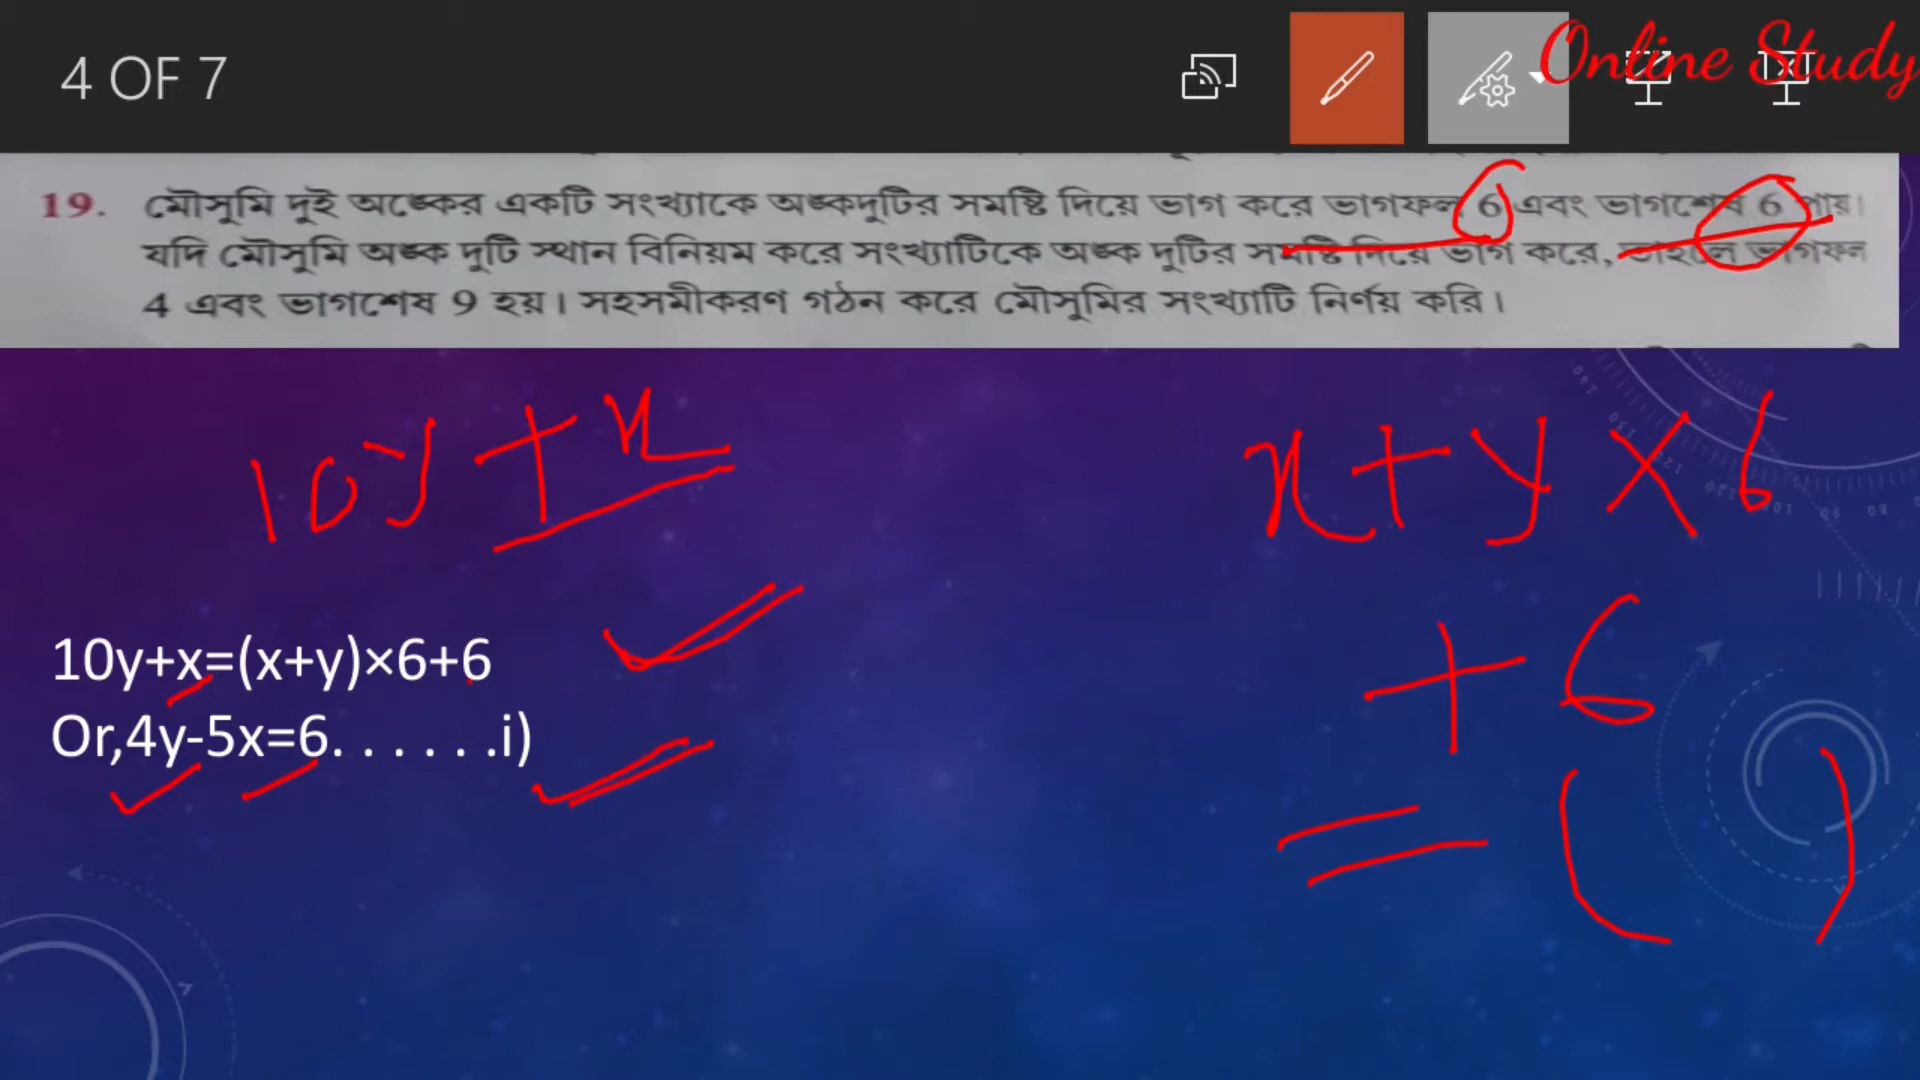 4 OF 7
Online Study
19. মৌসুমি দুই অঙ্কের একটি সংখ্যাকে অঙ্কদুটির সমষ্টি দিয়ে ভাগ করে ভাগফল 6 এবং ভাগশেষ 6 পায়।
যদি মৌসুমি অঙ্ক দুটি স্থান বিনিময় করে সংখ্যাটিকে অঙ্ক দুটির সমষ্টি দিয়ে ভাগ করে, তাহলে ভাগফল
4 এবং ভাগশেষ 9 হয়। সহসমীকরণ গঠন করে মৌসুমির সংখ্যাটি নির্ণয় করি।
10y + x
x + y × 6
+ 6
= ( )
10y+x=(x+y)×6+6
Or,4y-5x=6. . . . . .i)